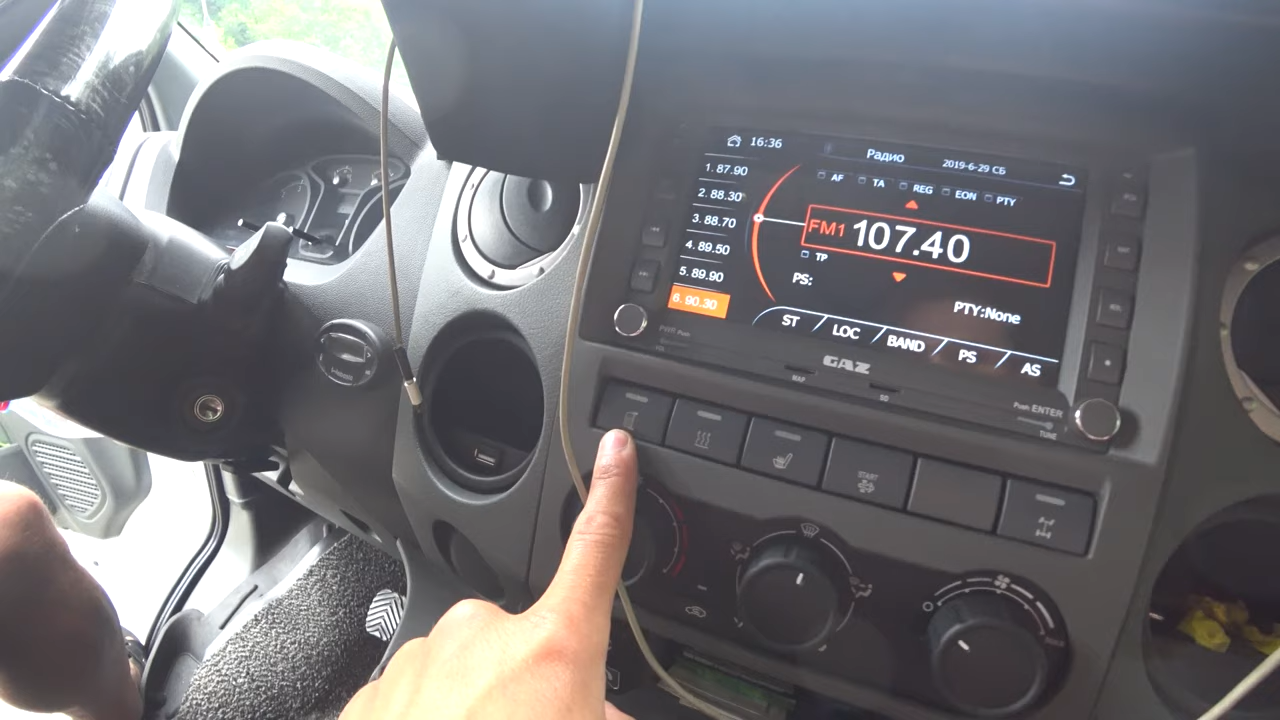 16:36
Радио
2019-6-29 СБ
AF
TA
REG
EON
PTY
1. 87.90
2. 88.30
3. 88.70
4. 89.50
5. 89.90
6. 90.30
FM1 107.40
TP
PS:
PTY:None
ST
LOC
BAND
PS
AS
GAZ
MAP
SD
Push ENTER
TUNE
START